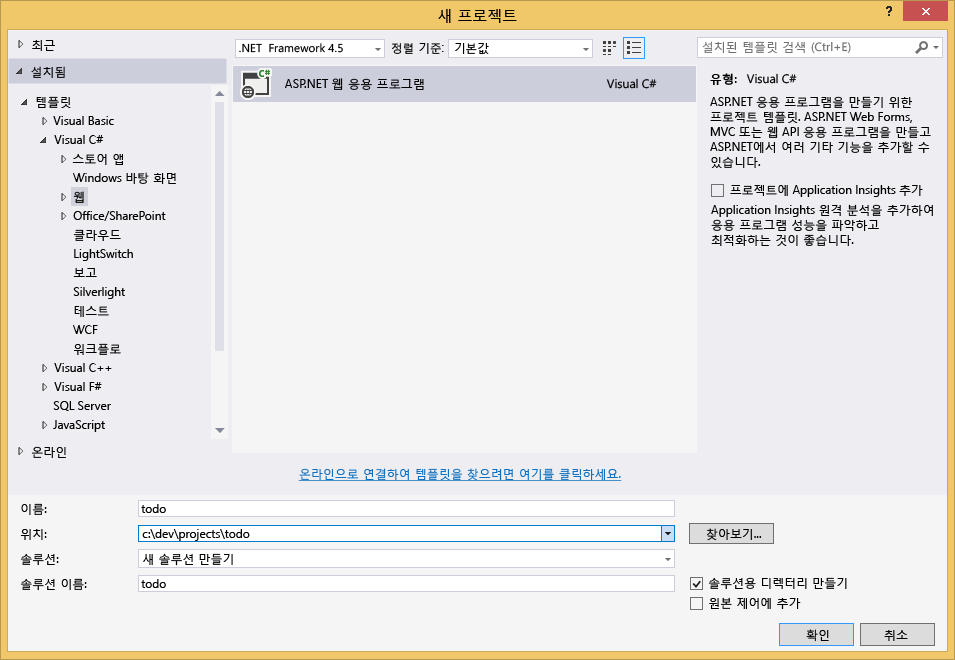 새 프로젝트
?
최근
.NET Framework 4.5
정렬 기준:
기본값
설치된 템플릿 검색 (Ctrl+E)
설치됨
템플릿
Visual Basic
Visual C#
스토어 앱
Windows 바탕 화면
웹
Office/SharePoint
클라우드
LightSwitch
보고
Silverlight
테스트
WCF
워크플로
Visual C++
Visual F#
SQL Server
JavaScript
온라인
C#
ASP.NET 웹 응용 프로그램
Visual C#
유형: Visual C#
ASP.NET 응용 프로그램을 만들기 위한
프로젝트 템플릿. ASP.NET Web Forms,
MVC 또는 웹 API 응용 프로그램을 만들고
ASP.NET에서 여러 기타 기능을 추가할 수
있습니다.
프로젝트에 Application Insights 추가
Application Insights 원격 분석을 추가하여
응용 프로그램 성능을 파악하고
최적화하는 것이 좋습니다.
온라인으로 연결하여 템플릿을 찾으려면 여기를 클릭하세요.
이름:
todo
위치:
c:\dev\projects\todo
찾아보기...
솔루션:
새 솔루션 만들기
솔루션 이름:
todo
솔루션용 디렉터리 만들기
원본 제어에 추가
확인
취소